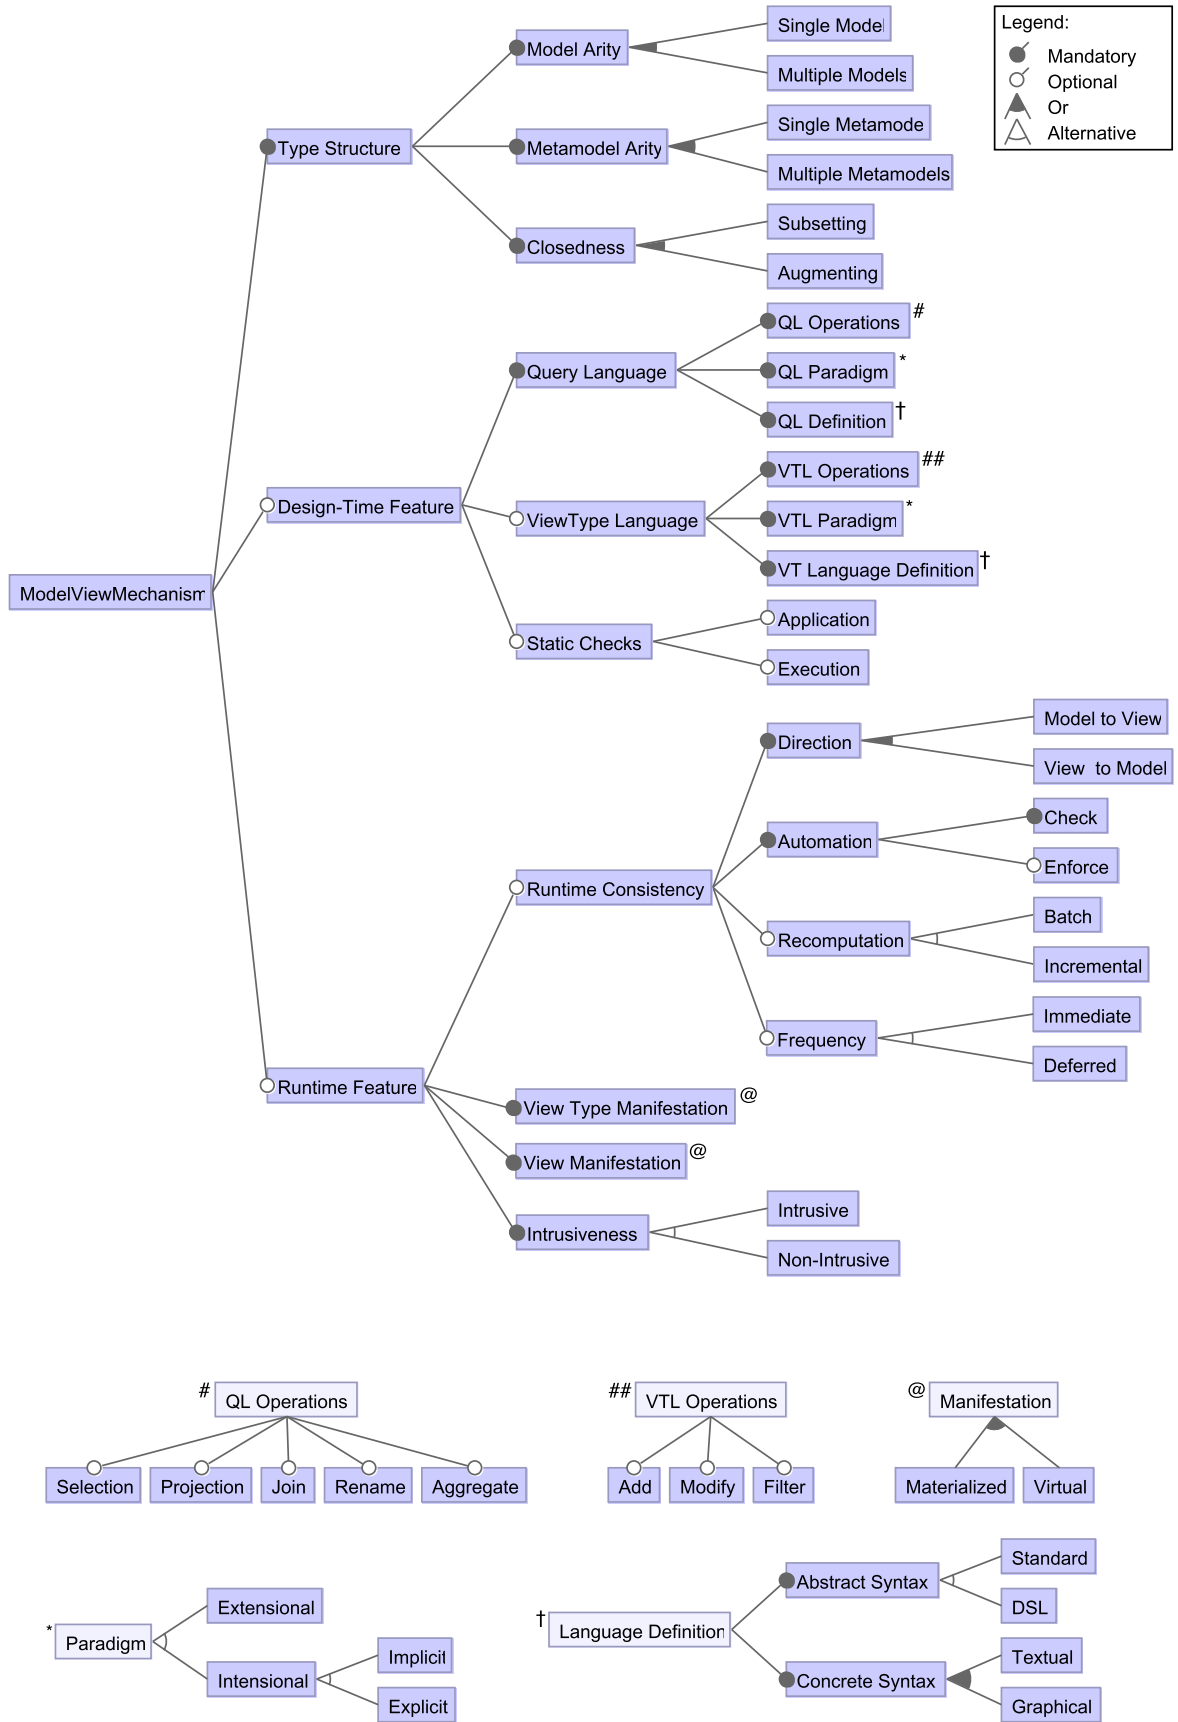 Single Model
Legend:
Model Arity
Mandatory
Multiple Models
Optional
Or
Single Metamode
Alternative
Type Structure
Metamodel Arity
Multiple Metamodels
Subsetting
Closedness
Augmenting
QL Operations #
Query Language
QL Paradigm *
QL Definition †
VTL Operations ##
Design-Time Feature
ViewType Language
VTL Paradigm *
VT Language Definition †
ModelViewMechanism
Application
Static Checks
Execution
Model to View
Direction
View to Model
Check
Automation
Enforce
Runtime Consistency
Batch
Recomputation
Incremental
Immediate
Frequency
Deferred
Runtime Feature
View Type Manifestation @
View Manifestation @
Intrusive
Intrusiveness
Non-Intrusive
# QL Operations
## VTL Operations
@ Manifestation
Selection
Projection
Join
Rename
Aggregate
Add
Modify
Filter
Materialized
Virtual
Standard
Abstract Syntax
DSL
Extensional
* Paradigm
† Language Definition
Implicit
Textual
Intensional
Concrete Syntax
Explicit
Graphical